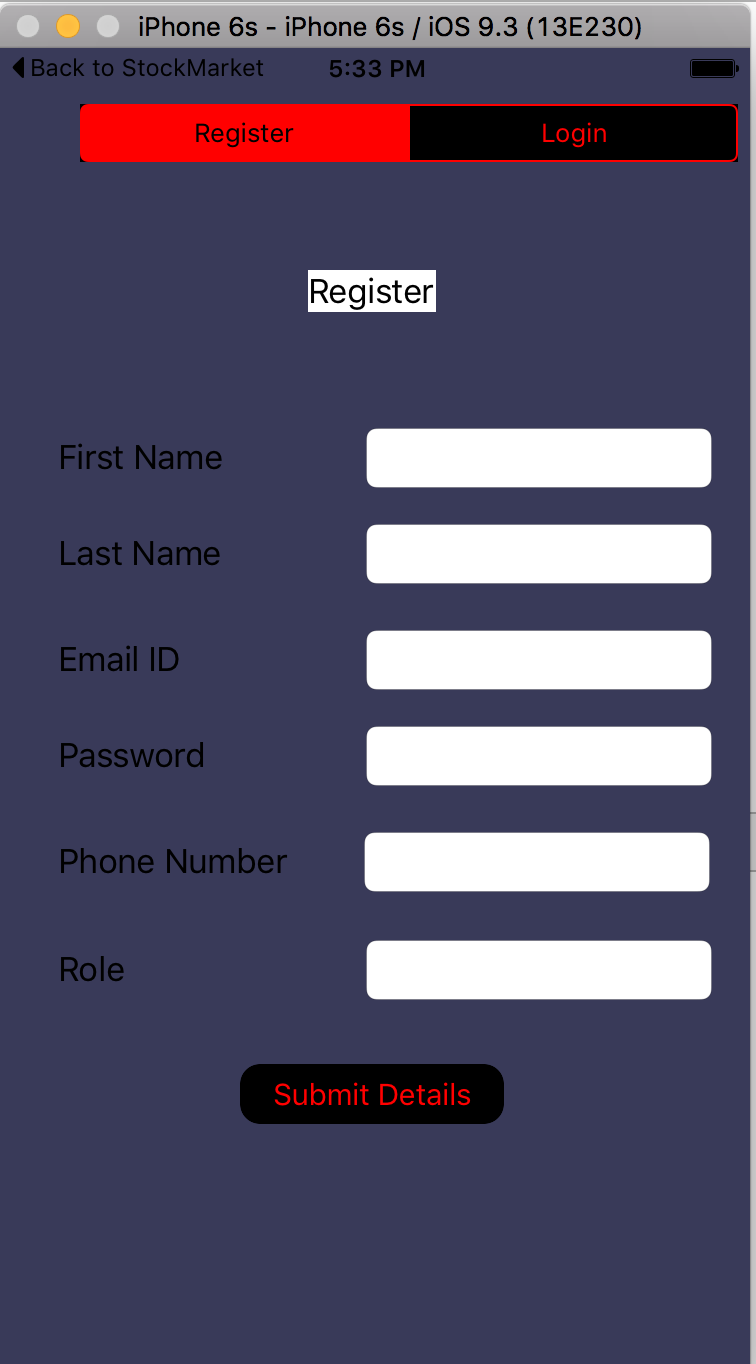 iPhone 6s - iPhone 6s / iOS 9.3 (13E230)
Back to StockMarket 5:33 PM
Register Login
Register
First Name
Last Name
Email ID
Password
Phone Number
Role
Submit Details